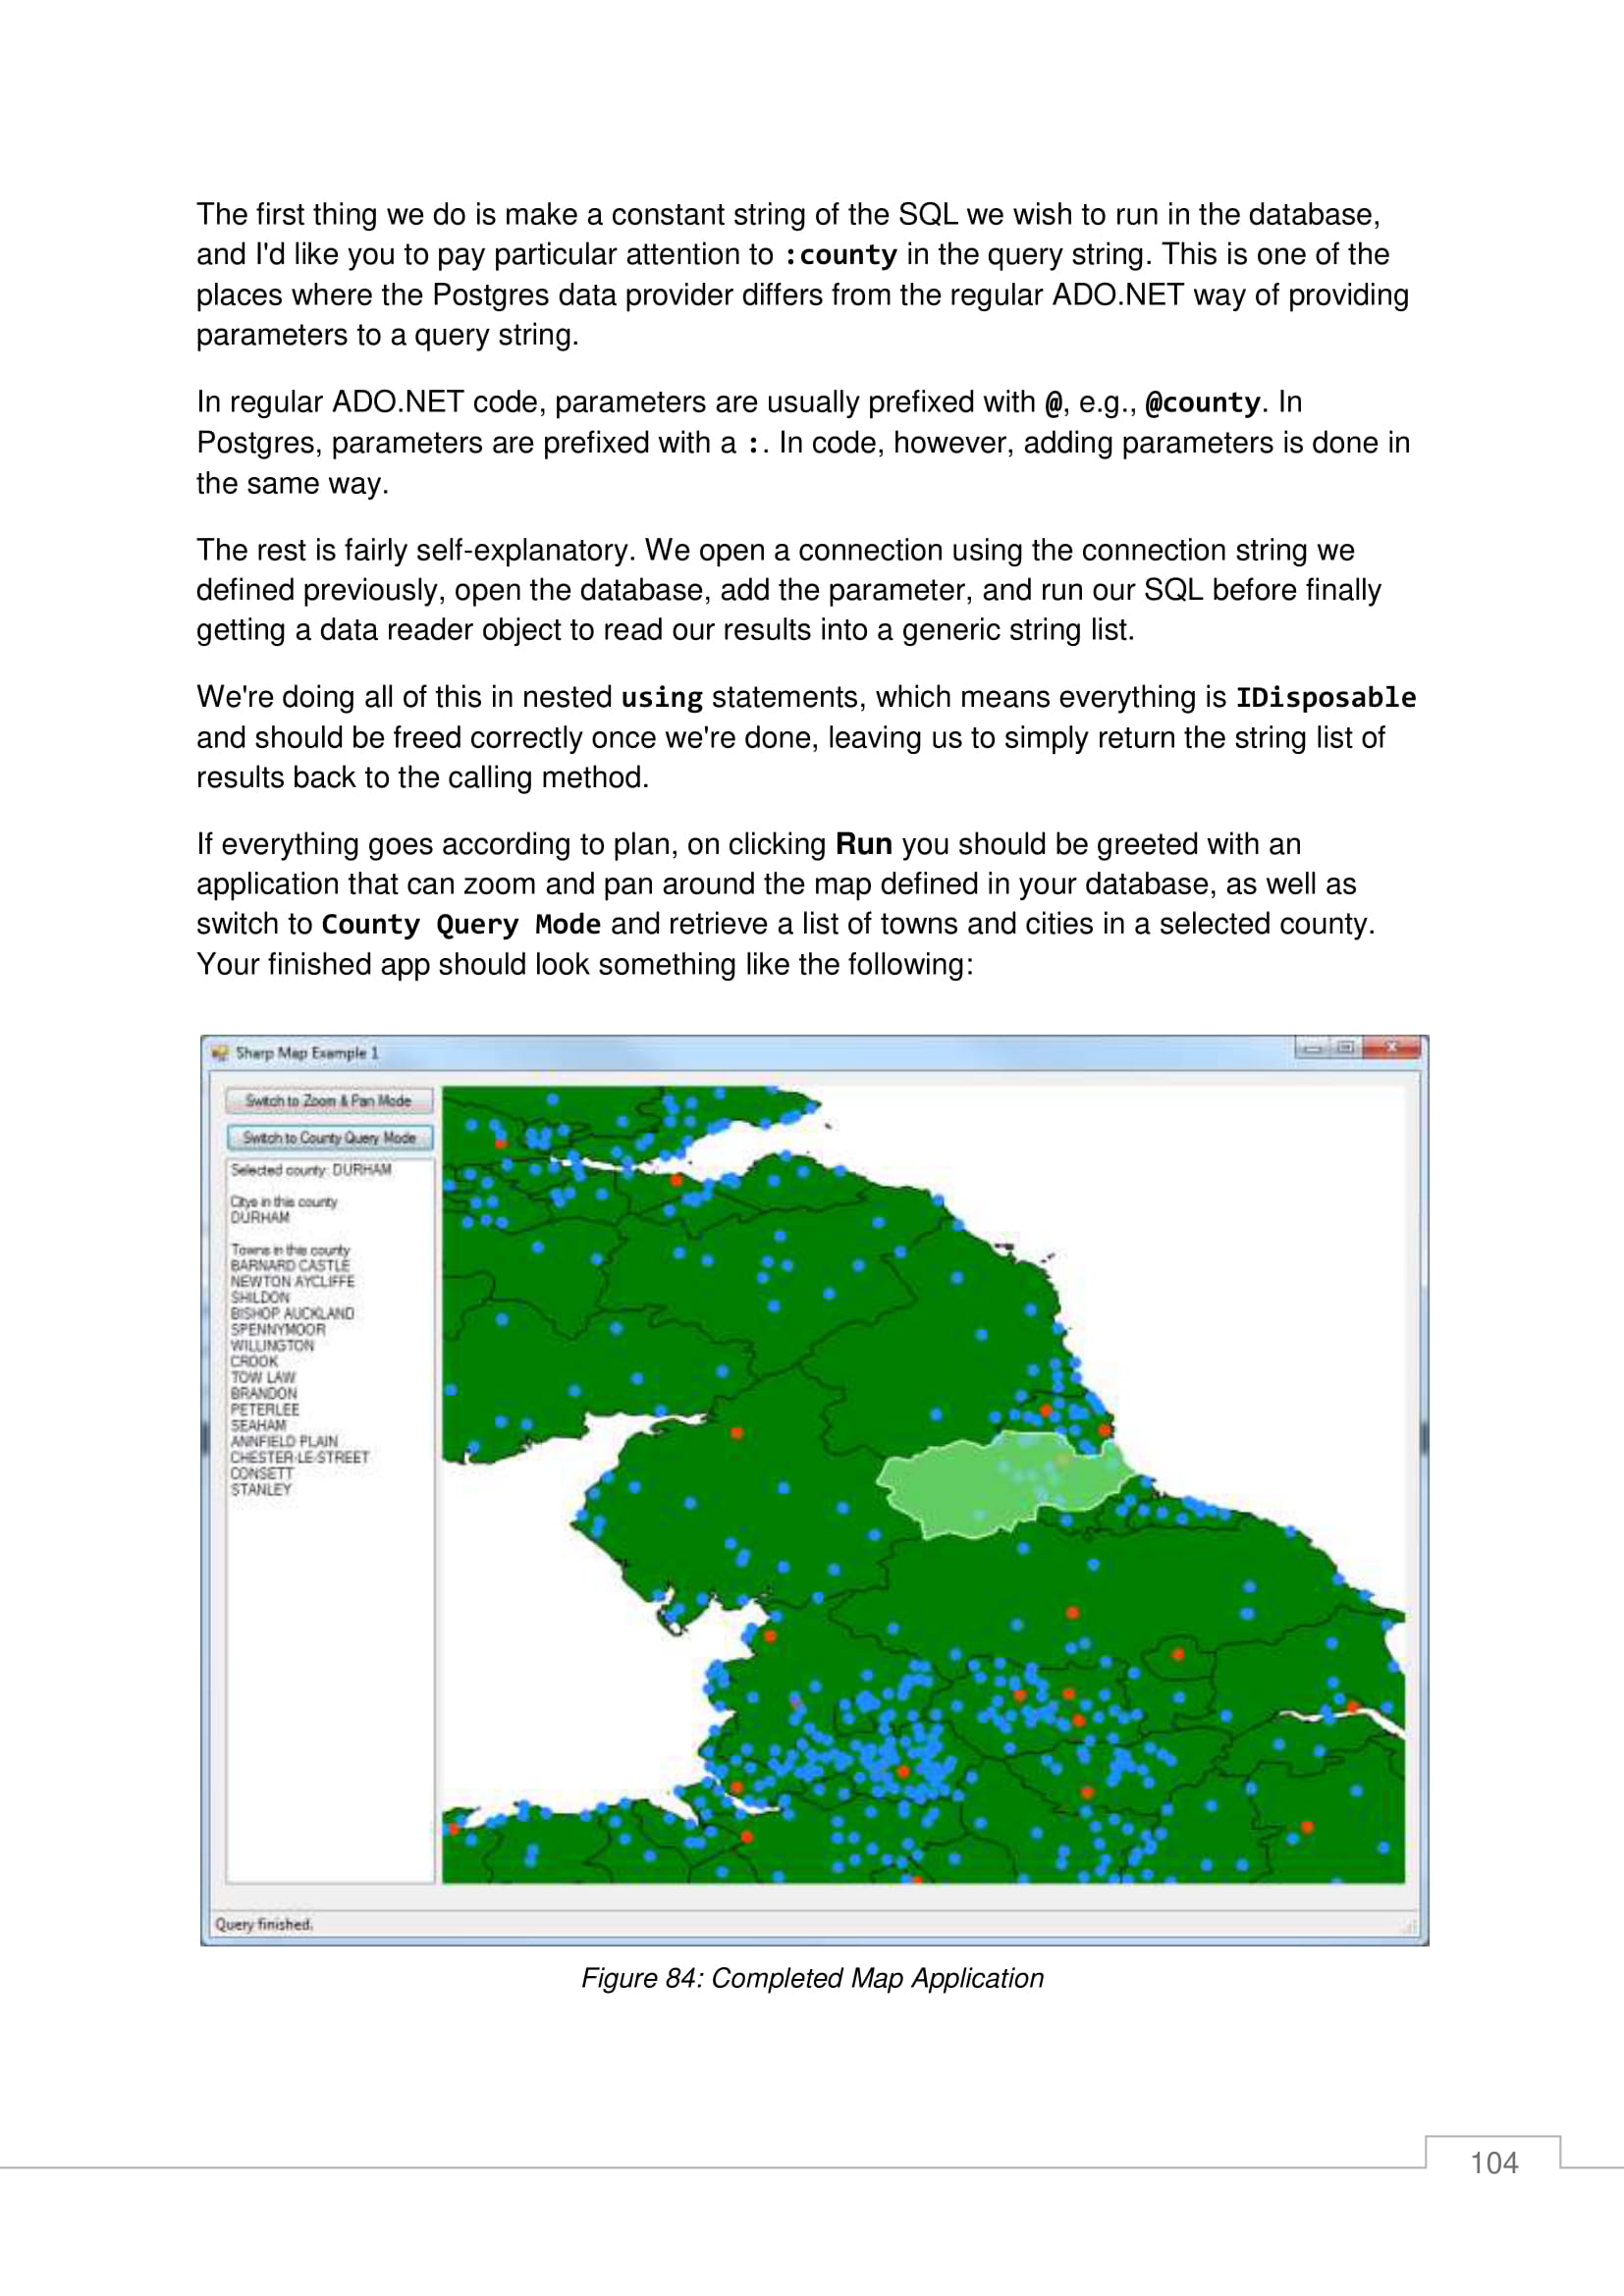 The first thing we do is make a constant string of the SQL we wish to run in the database,
and I'd like you to pay particular attention to :county in the query string. This is one of the
places where the Postgres data provider differs from the regular ADO.NET way of providing
parameters to a query string.
In regular ADO.NET code, parameters are usually prefixed with @, e.g., @county. In
Postgres, parameters are prefixed with a :. In code, however, adding parameters is done in
the same way.
The rest is fairly self-explanatory. We open a connection using the connection string we
defined previously, open the database, add the parameter, and run our SQL before finally
getting a data reader object to read our results into a generic string list.
We're doing all of this in nested using statements, which means everything is IDisposable
and should be freed correctly once we're done, leaving us to simply return the string list of
results back to the calling method.
If everything goes according to plan, on clicking Run you should be greeted with an
application that can zoom and pan around the map defined in your database, as well as
switch to County Query Mode and retrieve a list of towns and cities in a selected county.
Your finished app should look something like the following:
Sharp Map Example 1
Switch to Zoom & Pan Mode
Switch to County Query Mode
Selected county: DURHAM
Citys in this county
DURHAM
Towns in this county
BARNARD CASTLE
NEWTON AYCLIFFE
SHILDON
BISHOP AUCKLAND
SPENNYMOOR
WILLINGTON
CROOK
TOW LAW
BRANDON
PETERLEE
SEAHAM
ANNFIELD PLAIN
CHESTER-LE-STREET
CONSETT
STANLEY
Query finished.
Figure 84: Completed Map Application
104